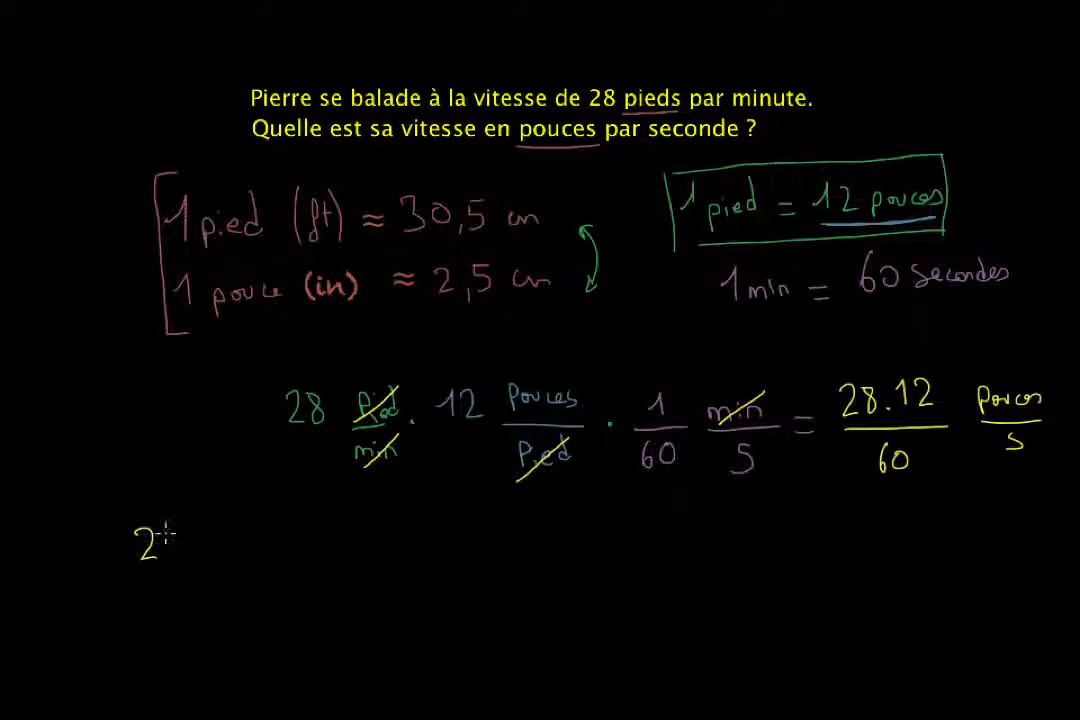 Pierre se balade à la vitesse de 28 pieds par minute.
Quelle est sa vitesse en pouces par seconde ?
1 pied (ft) ≈ 30,5 cm
1 pied = 12 pouces
1 pouce (in) ≈ 2,5 cm
1 min = 60 secondes
28 pied/min . 12 pouces/pied . 1/60 min/s = 28.12/60 pouces/s
2